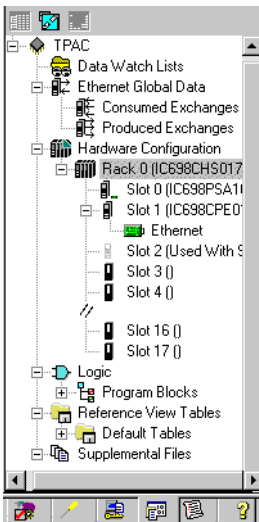 TPAC
Data Watch Lists
Ethernet Global Data
Consumed Exchanges
Produced Exchanges
Hardware Configuration
Rack 0 (IC698CHS017
Slot 0 (IC698PSA1
Slot 1 (IC698CPE0
Ethernet
Slot 2 (Used With S
Slot 3 ()
Slot 4 ()
//
Slot 16 ()
Slot 17 ()
Logic
Program Blocks
Reference View Tables
Default Tables
Supplemental Files